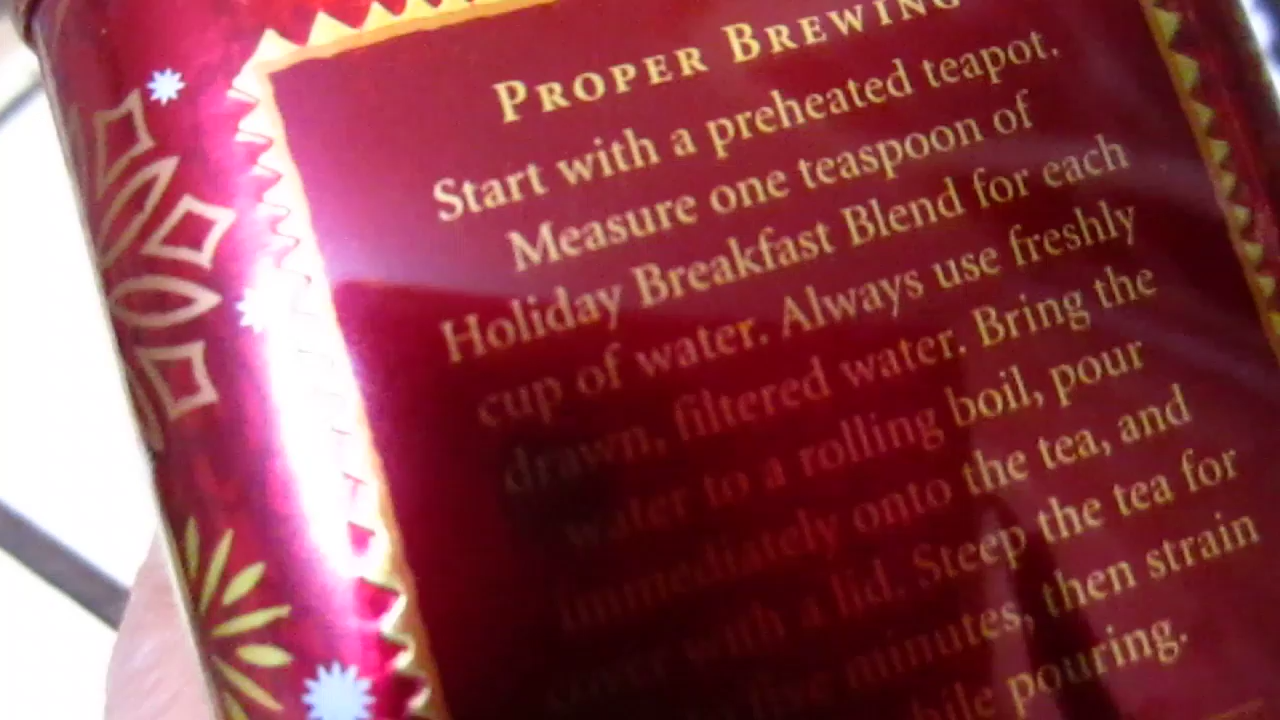 PROPER BREWING
Start with a preheated teapot.
Measure one teaspoon of
Holiday Breakfast Blend for each
cup of water. Always use freshly
drawn, filtered water. Bring the
water to a rolling boil, pour
immediately onto the tea, and
cover with a lid. Steep the tea for
five minutes, then strain
while pouring.